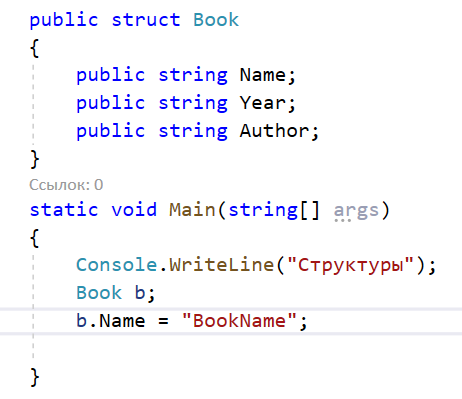 public struct Book
{
public string Name;
public string Year;
public string Author;
}
Ссылок: 0
static void Main(string[] args)
{
Console.WriteLine("Структуры");
Book b;
b.Name = "BookName";
}